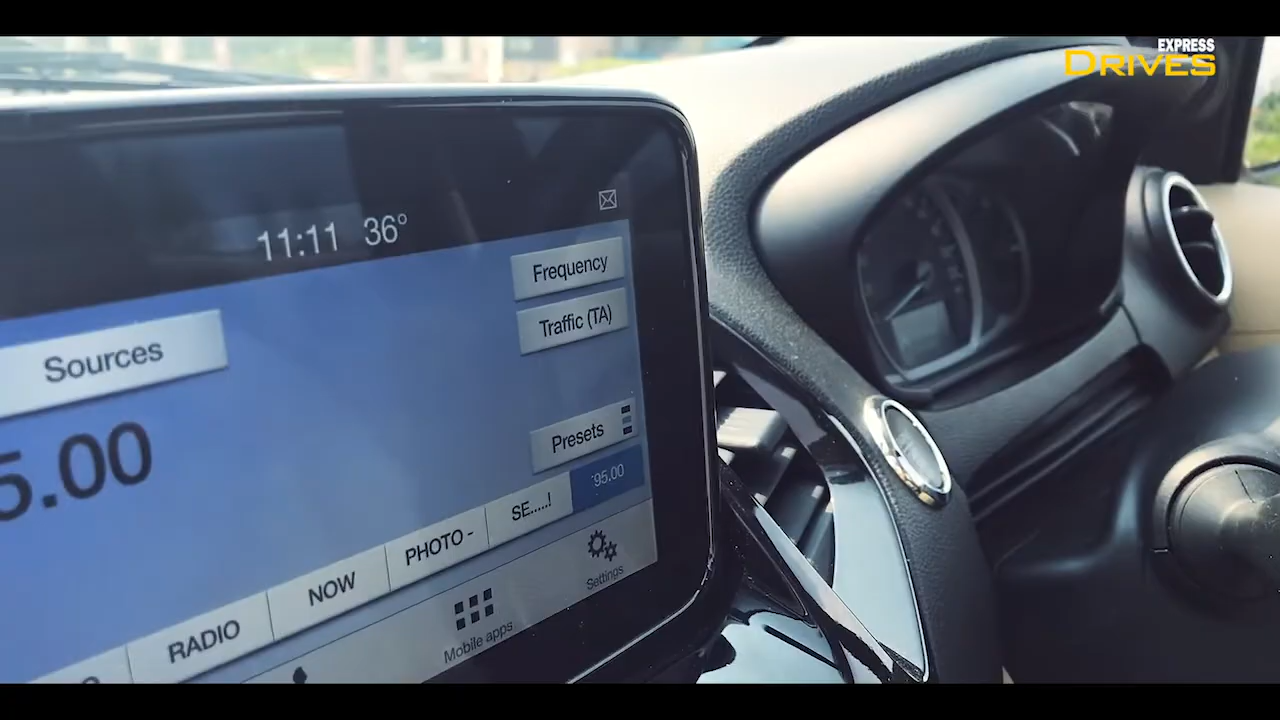 EXPRESS
DRIVES
11:11 36°
Frequency
Traffic (TA)
Sources
5.00
Presets
95.00
RADIO
NOW
PHOTO -
SE.....!
Mobile apps
Settings